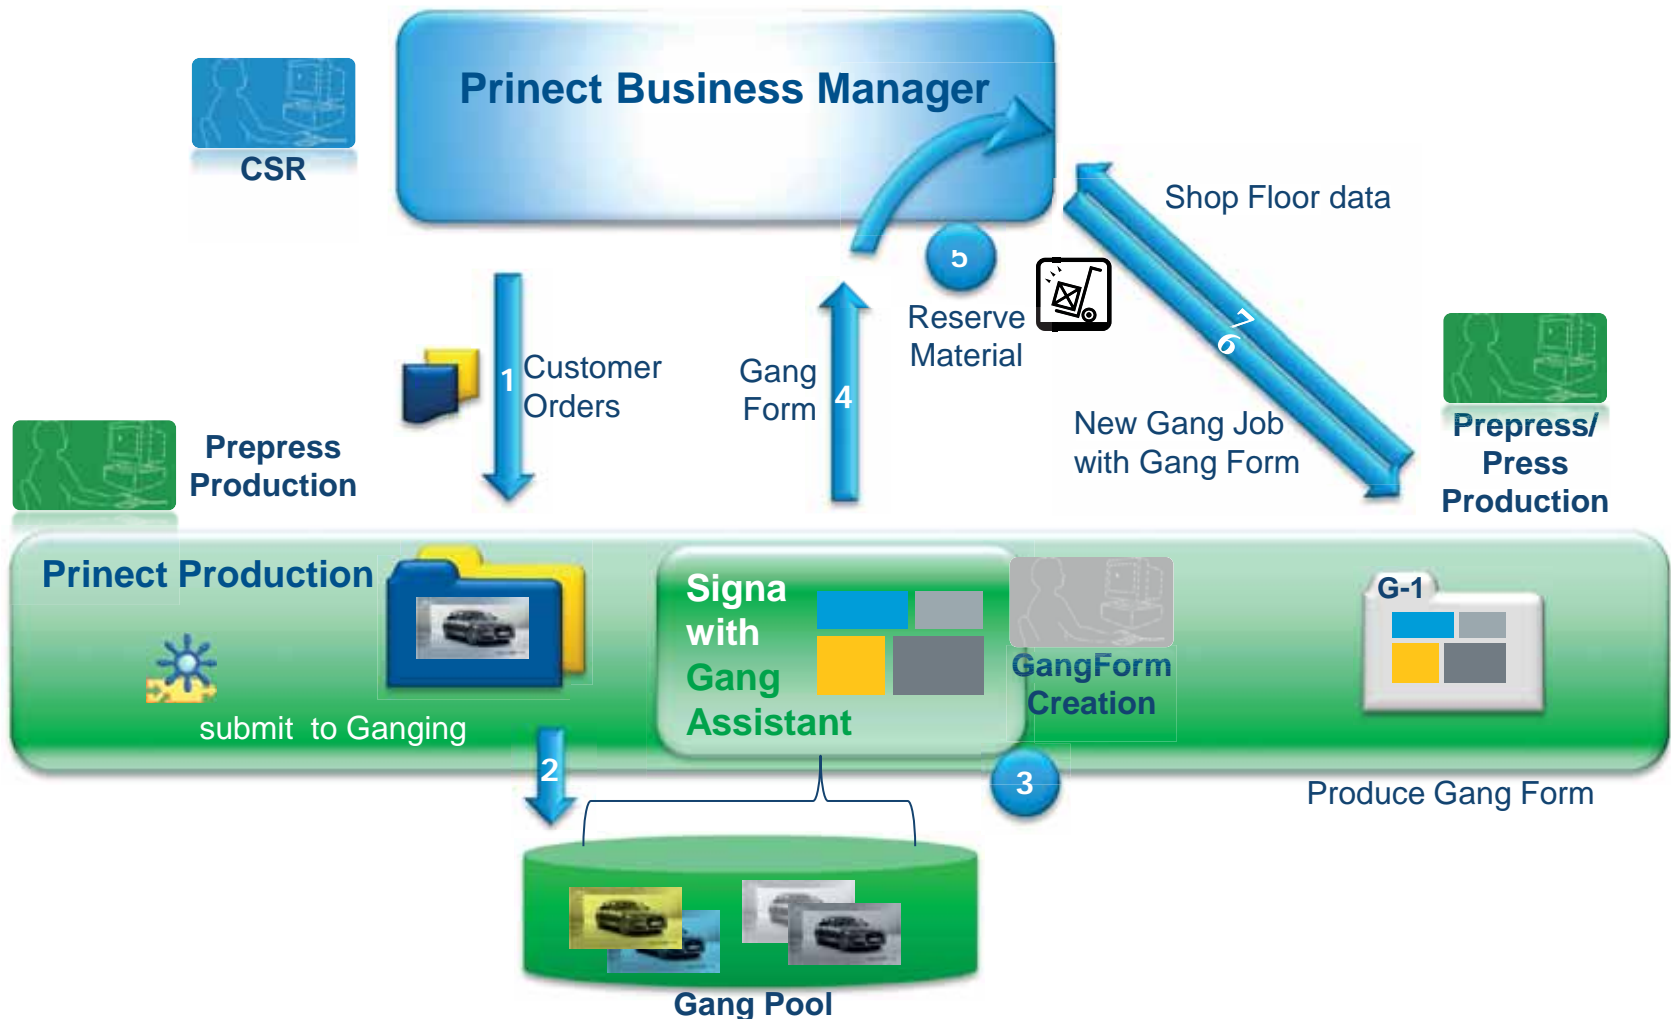 Prinect Business Manager
CSR
Shop Floor data
5
Reserve
Material
7
6
1
Customer
Orders
Gang
Form
4
New Gang Job
with Gang Form
Prepress/
Press
Production
Prepress
Production
Prinect Production
Signa
with
Gang
Assistant
GangForm
Creation
G-1
submit to Ganging
2
3
Produce Gang Form
Gang Pool